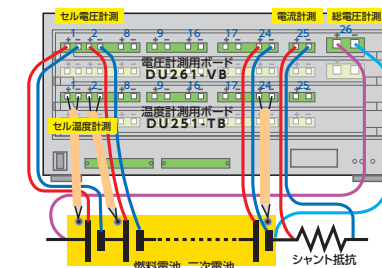 セル電圧計測 電流計測 総電圧計測
1 2 8 9 16 17 24 25 26
電圧計測用ボード
DU261-VB
1 2 8 9 16 17 24 25
温度計測用ボード
DU251-TB
セル温度計測
燃料電池、二次電池
シャント抵抗